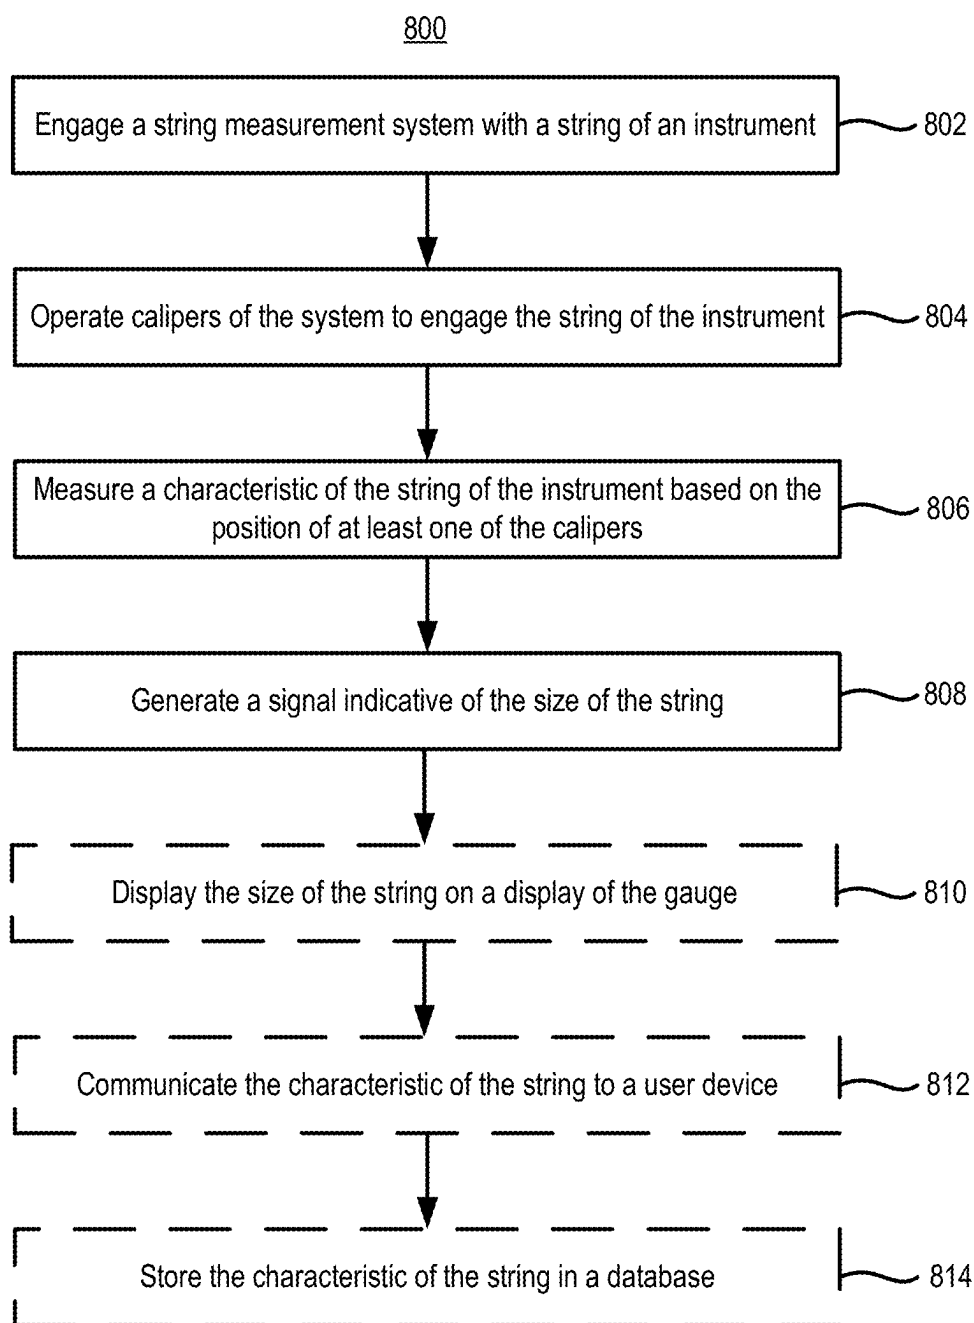 800
Engage a string measurement system with a string of an instrument
802
Operate calipers of the system to engage the string of the instrument
804
Measure a characteristic of the string of the instrument based on the
position of at least one of the calipers
806
Generate a signal indicative of the size of the string
808
Display the size of the string on a display of the gauge
810
Communicate the characteristic of the string to a user device
812
Store the characteristic of the string in a database
814